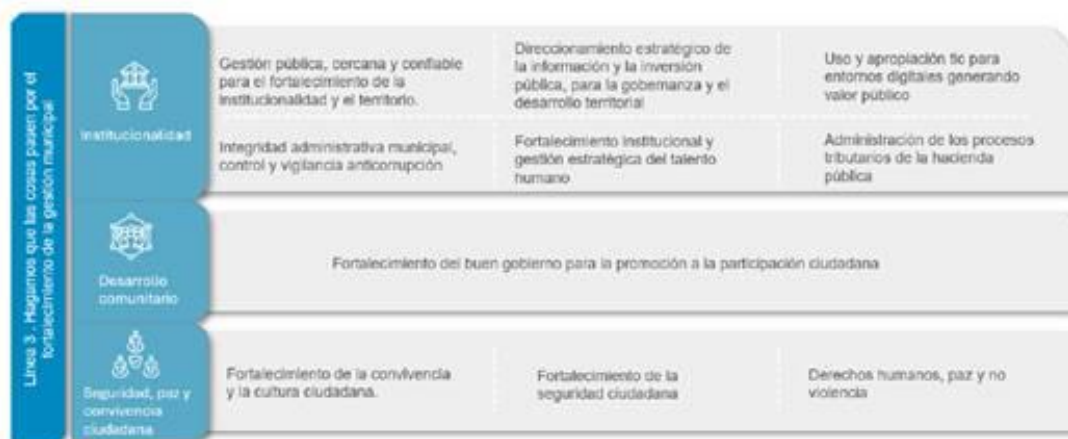 Línea 3 . Hagamos que las cosas pasen por el
fortalecimiento de la gestión municipal
Institucionalidad
Gestión pública, cercana y confiable
para el fortalecimiento de la
institucionalidad y el territorio.
Direccionamiento estratégico de
la información y la inversión
pública, para la gobernanza y el
desarrollo territorial
Uso y apropiación tic para
entornos digitales generando
valor público
Integridad administrativa municipal,
control y vigilancia anticorrupción
Fortalecimiento institucional y
gestión estratégica del talento
humano
Administración de los procesos
tributarios de la hacienda
pública
Desarrollo
comunitario
Fortalecimiento del buen gobierno para la promoción a la participación ciudadana
Seguridad, paz y
convivencia
ciudadana
Fortalecimiento de la convivencia
y la cultura ciudadana.
Fortalecimiento de la
seguridad ciudadana
Derechos humanos, paz y no
violencia